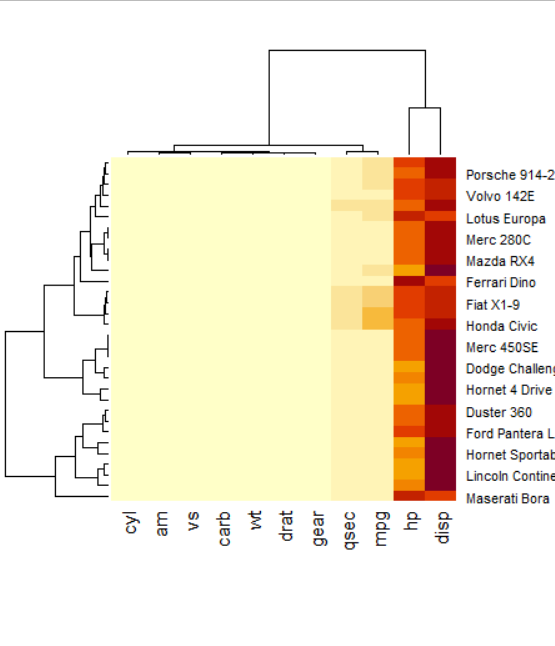 Porsche 914-2
Volvo 142E
Lotus Europa
Merc 280C
Mazda RX4
Ferrari Dino
Fiat X1-9
Honda Civic
Merc 450SE
Dodge Challeng
Hornet 4 Drive
Duster 360
Ford Pantera L
Hornet Sportab
Lincoln Contine
Maserati Bora
cyl
am
vs
carb
wt
drat
gear
qsec
mpg
hp
disp